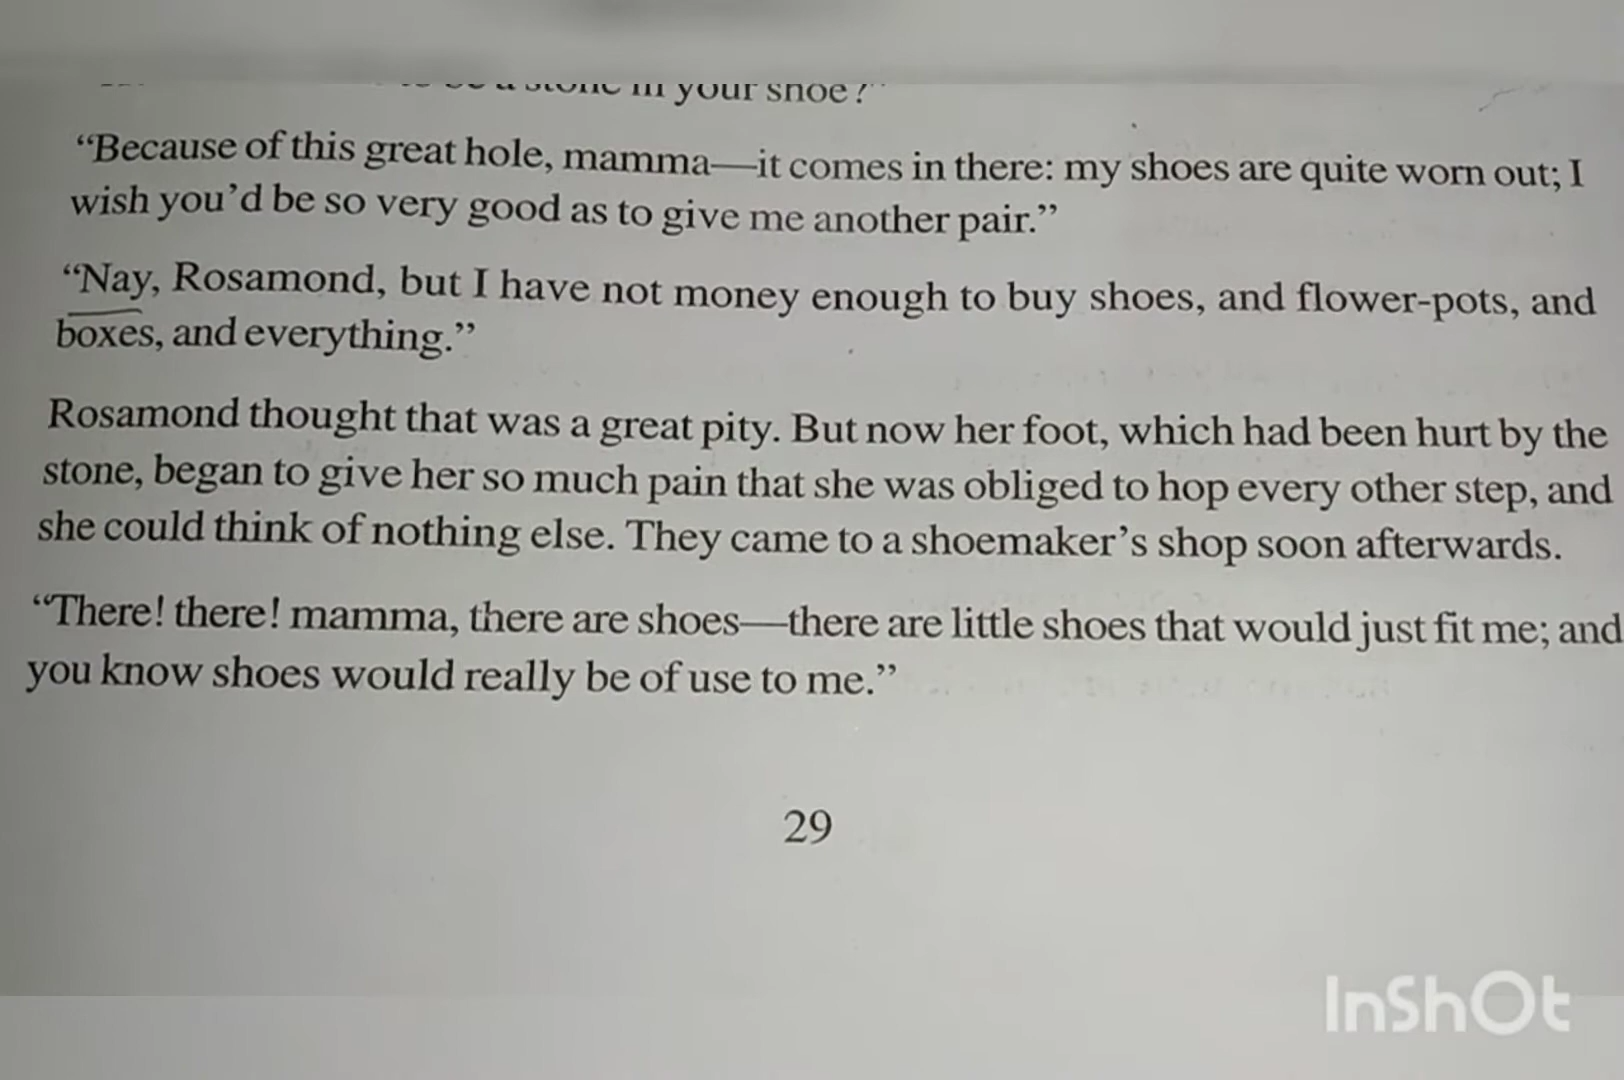 stone in your shoe?"
“Because of this great hole, mamma—it comes in there: my shoes are quite worn out; I
wish you’d be so very good as to give me another pair.”
“Nay, Rosamond, but I have not money enough to buy shoes, and flower-pots, and
boxes, and everything.”
Rosamond thought that was a great pity. But now her foot, which had been hurt by the
stone, began to give her so much pain that she was obliged to hop every other step, and
she could think of nothing else. They came to a shoemaker’s shop soon afterwards.
“There! there! mamma, there are shoes—there are little shoes that would just fit me; and
you know shoes would really be of use to me.”
29
InShOt